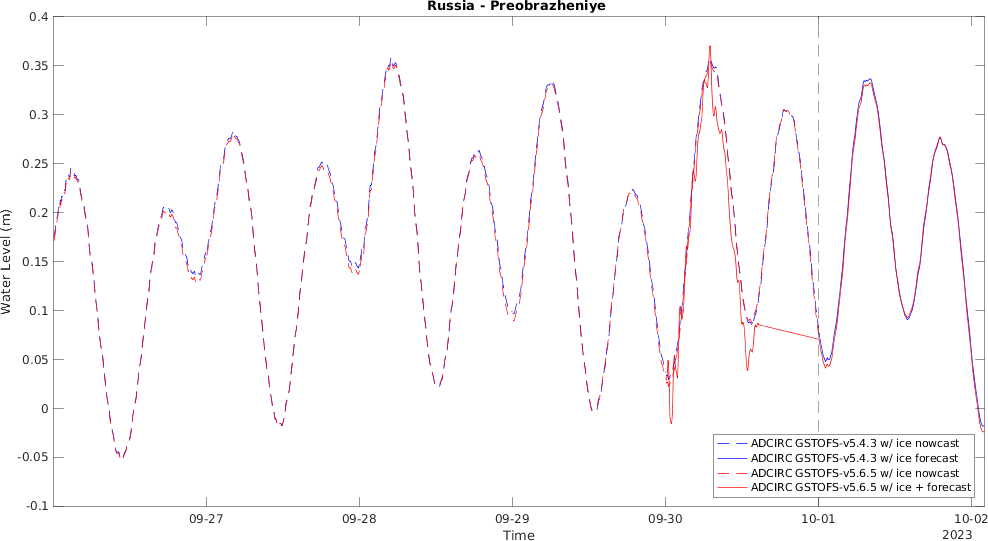 Russia - Preobrazheniye
0.4
0.35
0.3
0.25
0.2
0.15
0.1
0.05
0
-0.05
-0.1
Water Level (m)
ADCIRC GSTOFS-v5.4.3 w/ ice nowcast
ADCIRC GSTOFS-v5.4.3 w/ ice forecast
ADCIRC GSTOFS-v5.6.5 w/ ice nowcast
ADCIRC GSTOFS-v5.6.5 w/ ice + forecast
09-27 09-28 09-29 09-30 10-01 10-02
Time
2023